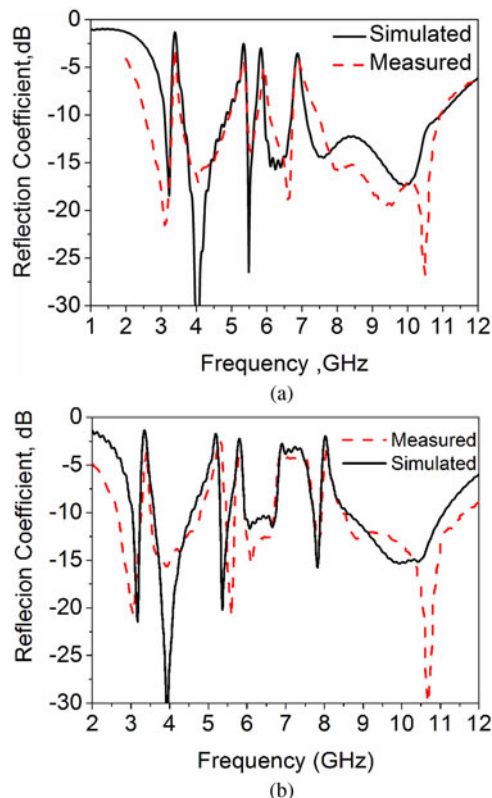 Reflection Coefficient,dB
0
-5
-10
-15
-20
-25
-30
Simulated
Measured
1 2 3 4 5 6 7 8 9 10 11 12
Frequency ,GHz
(a)
Reflecion Coefficient, dB
0
-5
-10
-15
-20
-25
-30
Measured
Simulated
2 3 4 5 6 7 8 9 10 11 12
Frequency (GHz)
(b)